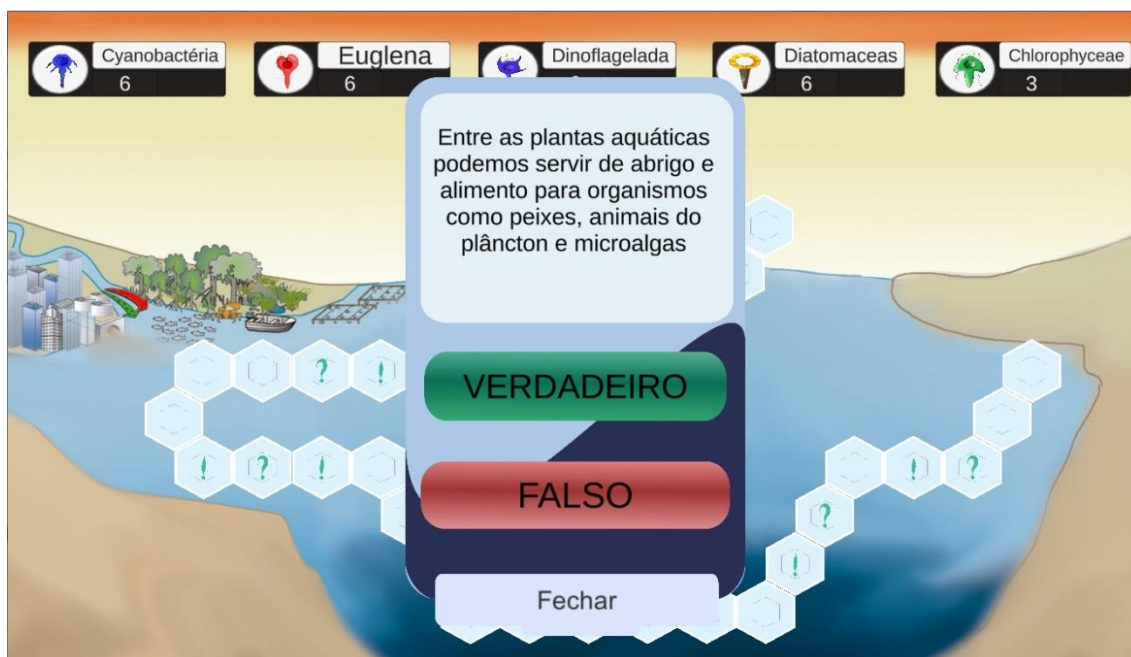 Cyanobactéria
6
Euglena
6
Dinoflagelada
Diatomaceas
6
Chlorophyceae
3
Entre as plantas aquáticas
podemos servir de abrigo e
alimento para organismos
como peixes, animais do
plâncton e microalgas
? !
! ? !
! ?
?
!
VERDADEIRO
FALSO
Fechar